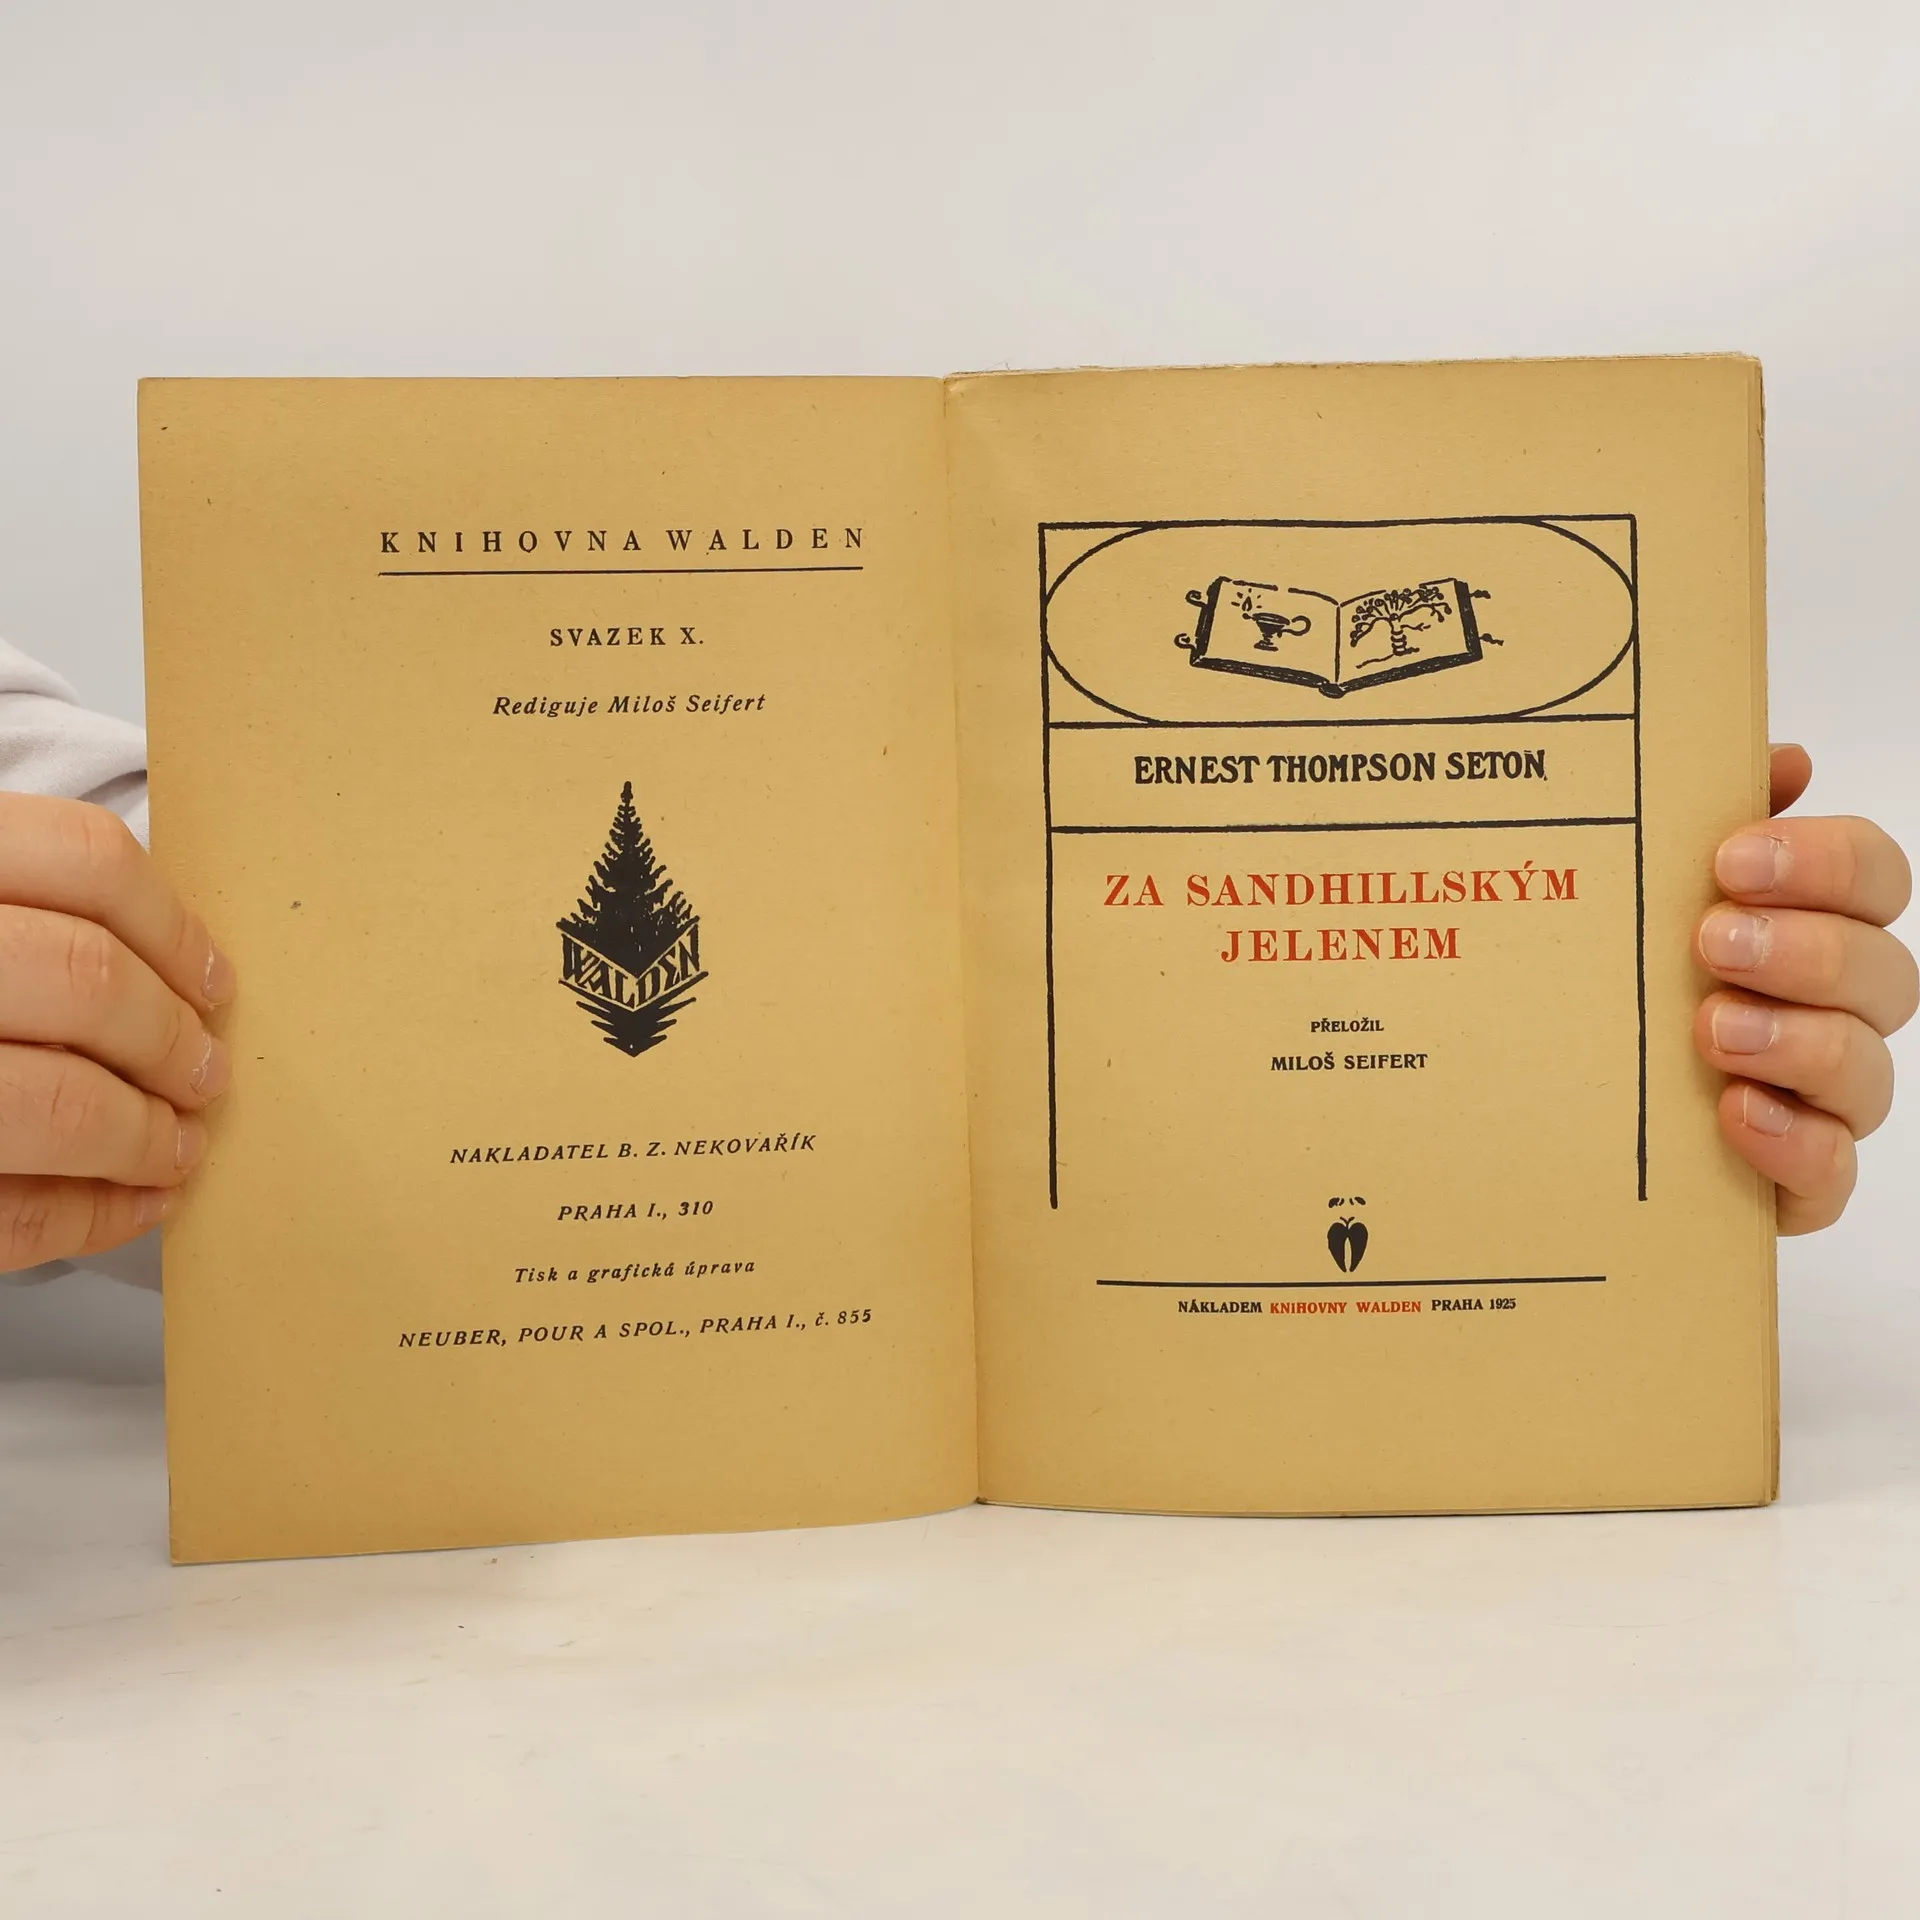 KNIHOVNA WALDEN
SVAZEK X.
Rediguje Miloš Seifert
WALDEN
NAKLADATEL B. Z. NEKOVAŘÍK
PRAHA I., 310
Tisk a grafická úprava
NEUBER, POUR A SPOL., PRAHA I., č. 855
ERNEST THOMPSON SETON
ZA SANDHILLSKÝM
JELENEM
PŘELOŽIL
MILOŠ SEIFERT
NÁKLADEM KNIHOVNY WALDEN PRAHA 1925